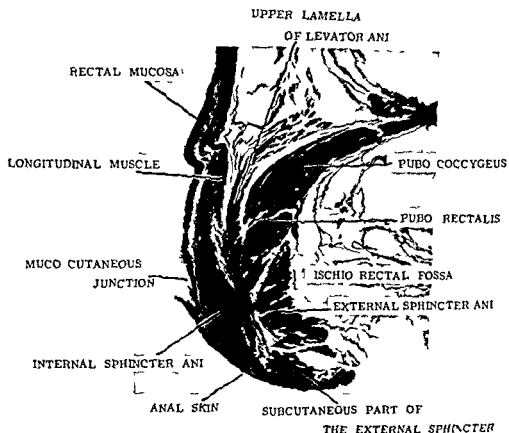 UPPER LAMELLA
OF LEVATOR ANI
RECTAL MUCOSA
LONGITUDINAL MUSCLE
PUBO COCCYGEUS
PUBO RECTALIS
MUCO CUTANEOUS
JUNCTION
ISCHIO RECTAL FOSSA
EXTERNAL SPHINCTER ANI
INTERNAL SPHINCTER ANI
ANAL SKIN
SUBCUTANEOUS PART OF
THE EXTERNAL SPHINCTER